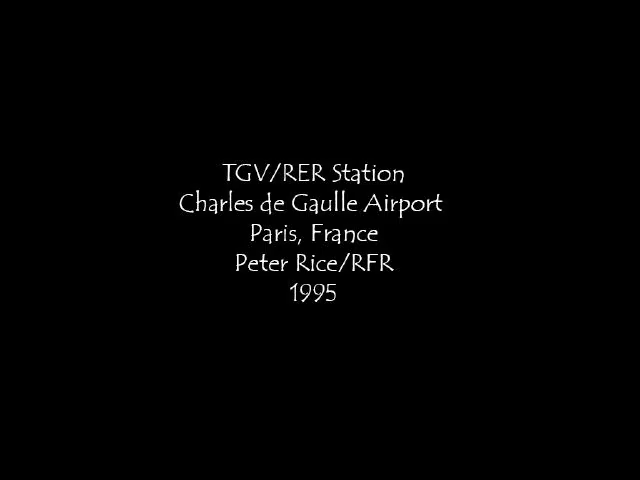 TGV/RER Station
Charles de Gaulle Airport
Paris, France
Peter Rice/RFR
1995